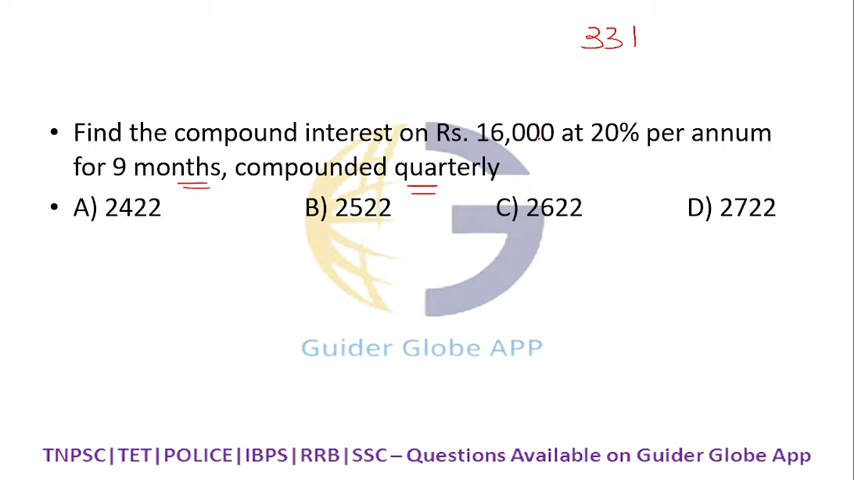 331
• Find the compound interest on Rs. 16,000 at 20% per annum
for 9 months, compounded quarterly
• A) 2422 B) 2522 C) 2622 D) 2722
G
Guider Globe APP
TNPSC|TET|POLICE|IBPS|RRB|SSC – Questions Available on Guider Globe App